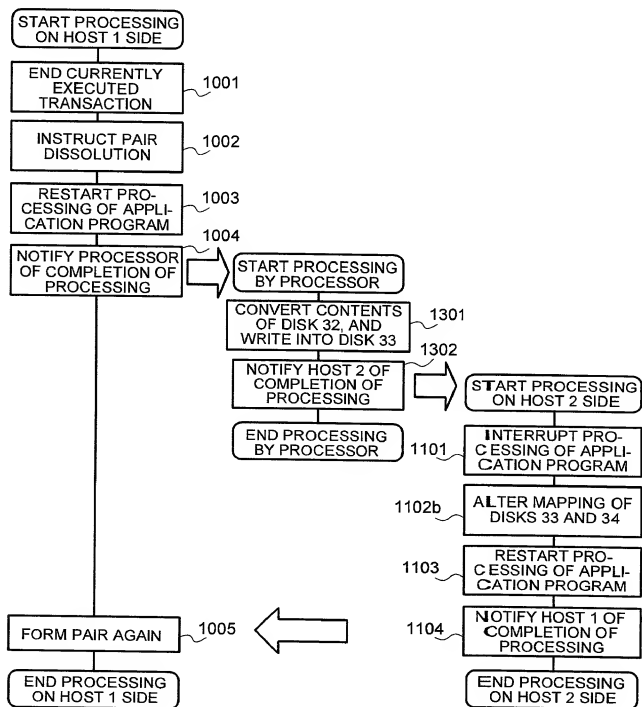 START PROCESSING
ON HOST 1 SIDE
END CURRENTLY
EXECUTED
TRANSACTION
1001
INSTRUCT PAIR
DISSOLUTION
1002
RESTART PRO-
CESSING OF APPLI-
CATION PROGRAM
1003
NOTIFY PROCESSOR
OF COMPLETION OF
PROCESSING
1004
START PROCESSING
BY PROCESSOR
CONVERT CONTENTS
OF DISK 32, AND
WRITE INTO DISK 33
1301
NOTIFY HOST 2 OF
COMPLETION OF
PROCESSING
1302
END PROCESSING
BY PROCESSOR
START PROCESSING
ON HOST 2 SIDE
INTERRUPT PRO-
CESSING OF APPLI-
CATION PROGRAM
1101
ALTER MAPPING OF
DISKS 33 AND 34
1102b
RESTART PRO-
CESSING OF APPLI-
CATION PROGRAM
1103
NOTIFY HOST 1 OF
COMPLETION OF
PROCESSING
1104
END PROCESSING
ON HOST 2 SIDE
FORM PAIR AGAIN
1005
END PROCESSING
ON HOST 1 SIDE